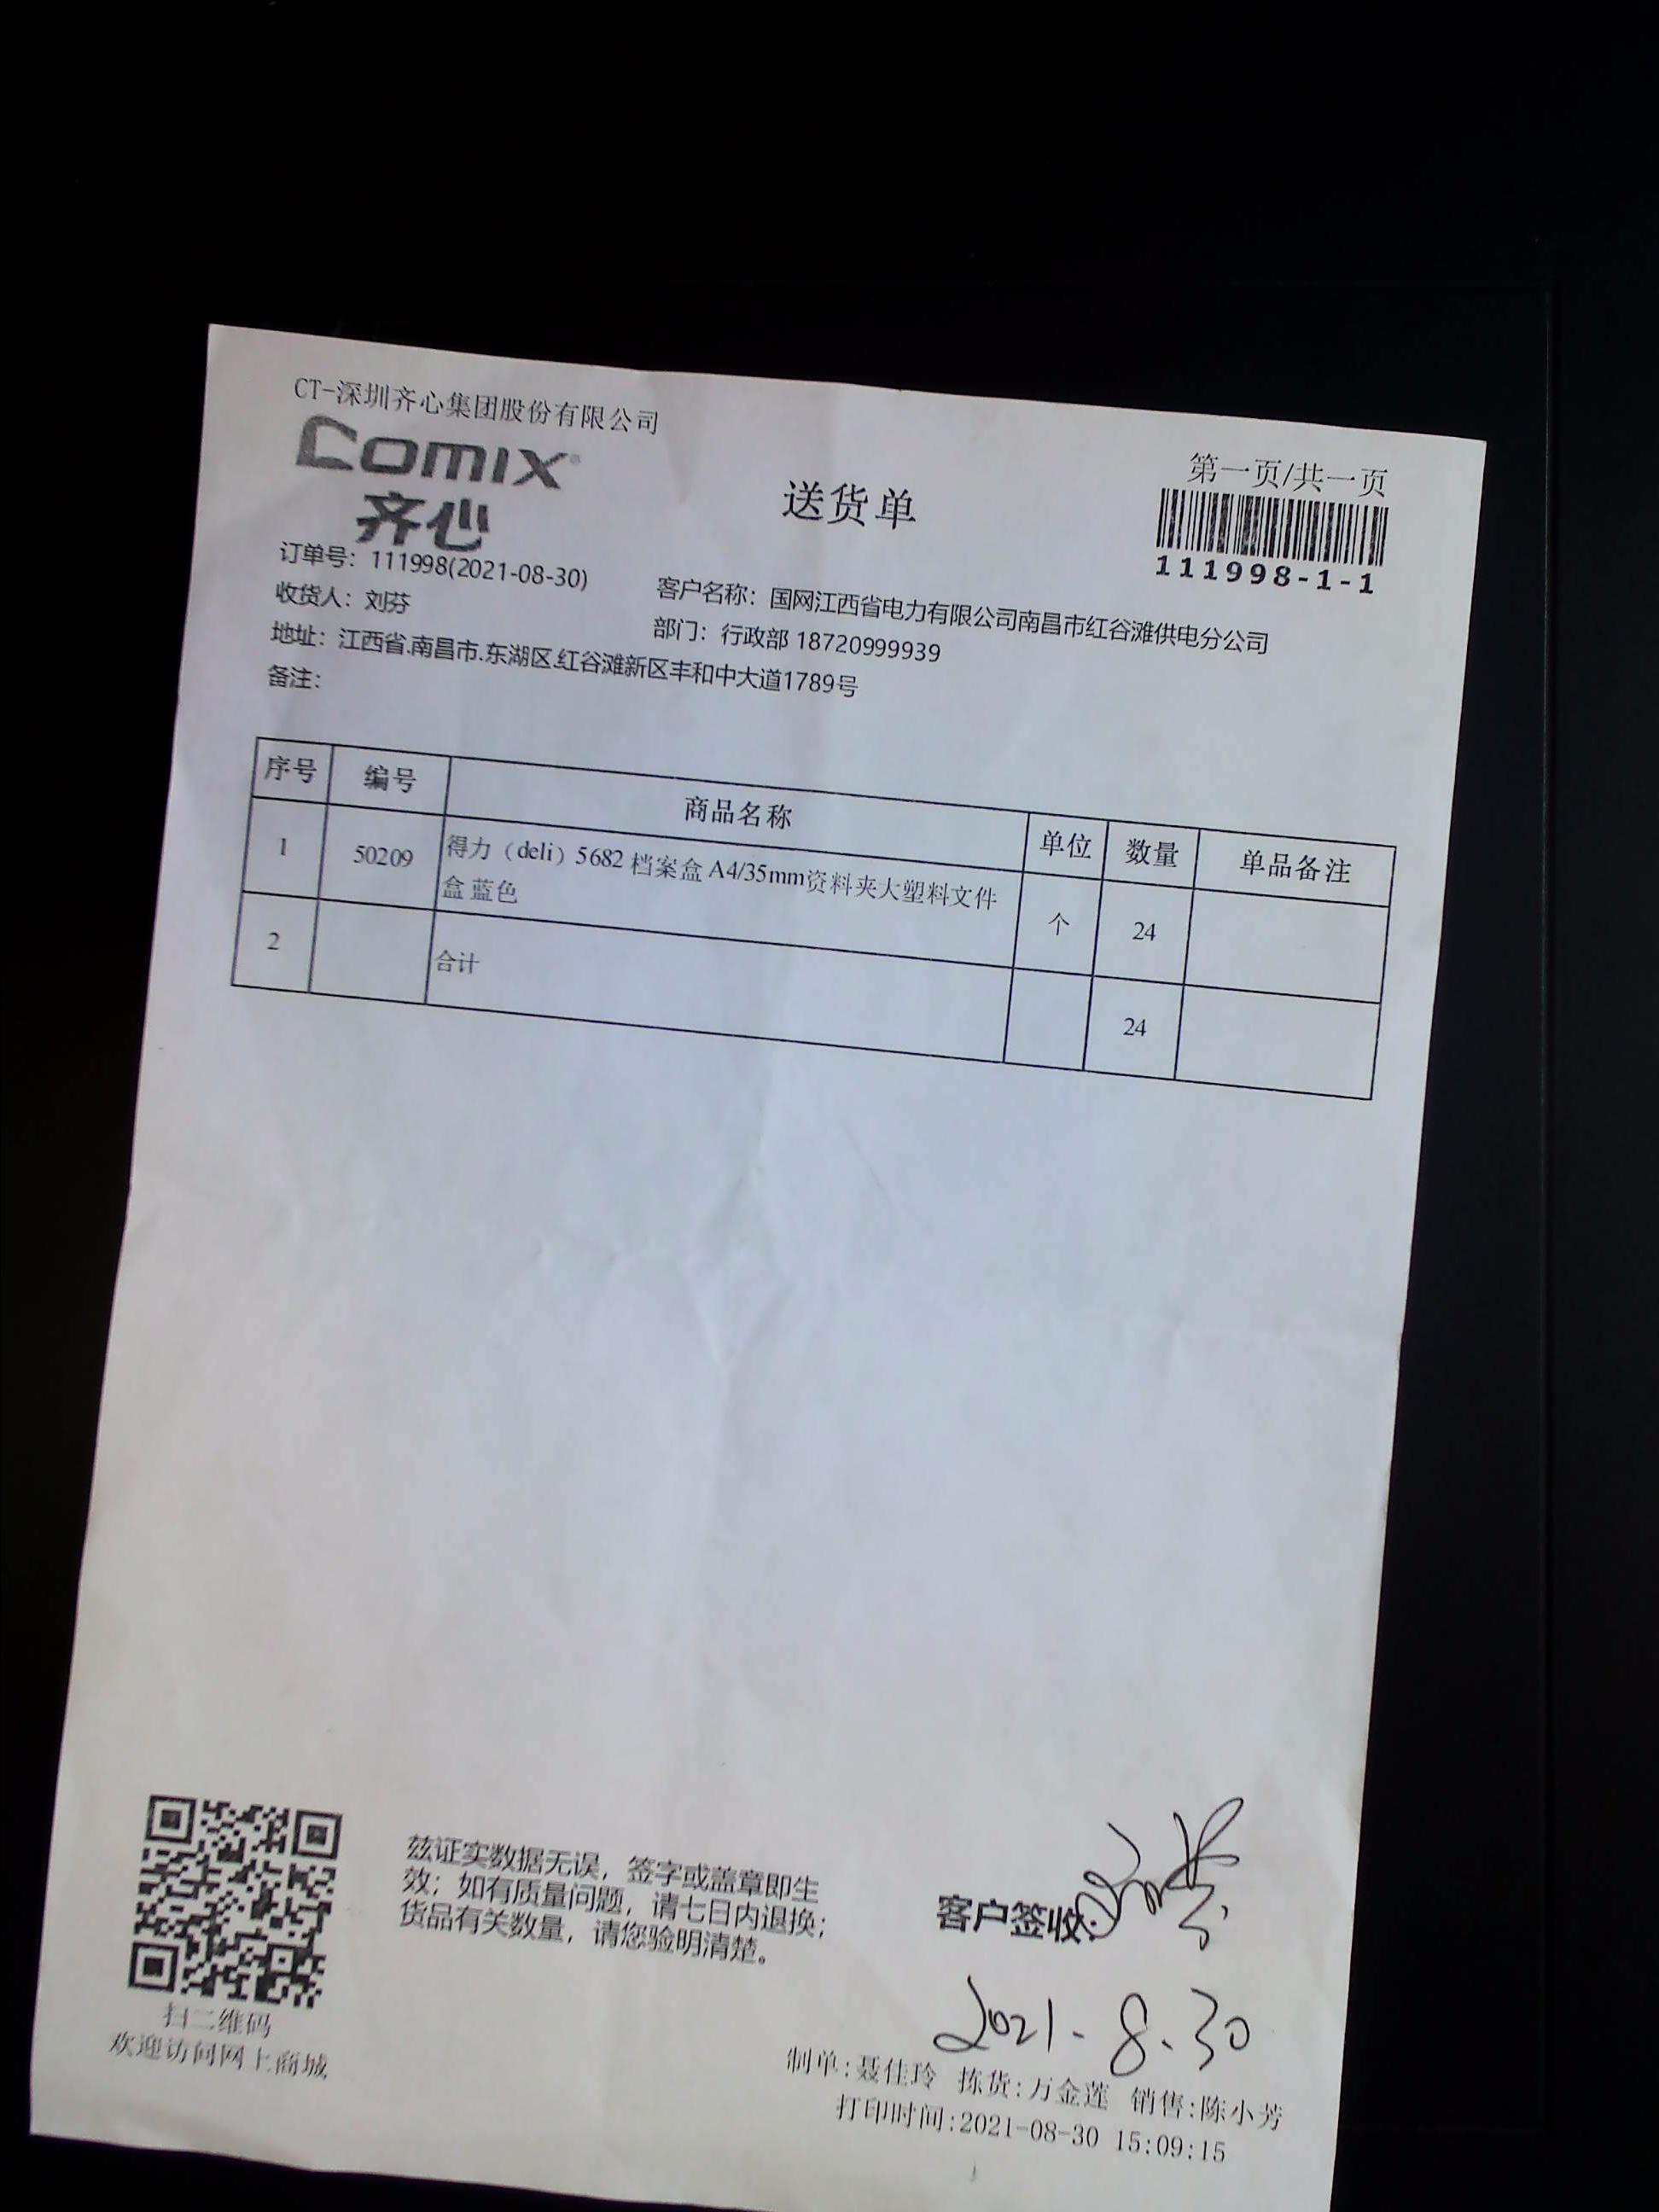 CT-深圳齐心集团股份有限公司
comix®
齐心
送货单
第一页/共一页
111998-1-1
订单号：111998(2021-08-30)
客户名称：国网江西省电力有限公司南昌市红谷滩供电分公司
收货人：刘芬
部门：行政部 18720999939
地址：江西省.南昌市.东湖区.红谷滩新区丰和中大道1789号
备注：
序号 编号 商品名称 单位 数量 单品备注
1 50209 得力（deli）5682 档案盒 A4/35mm资料夹大塑料文件
盒 蓝色 个 24
2 合计 24
兹证实数据无误，签字或盖章即生
效；如有质量问题，请七日内退换；
货品有关数量，请您验明清楚。
客户签收:
2021.8.30
扫二维码
欢迎访问网上商城
制单:聂佳玲 拣货:万金莲 销售:陈小芳
打印时间:2021-08-30 15:09:15